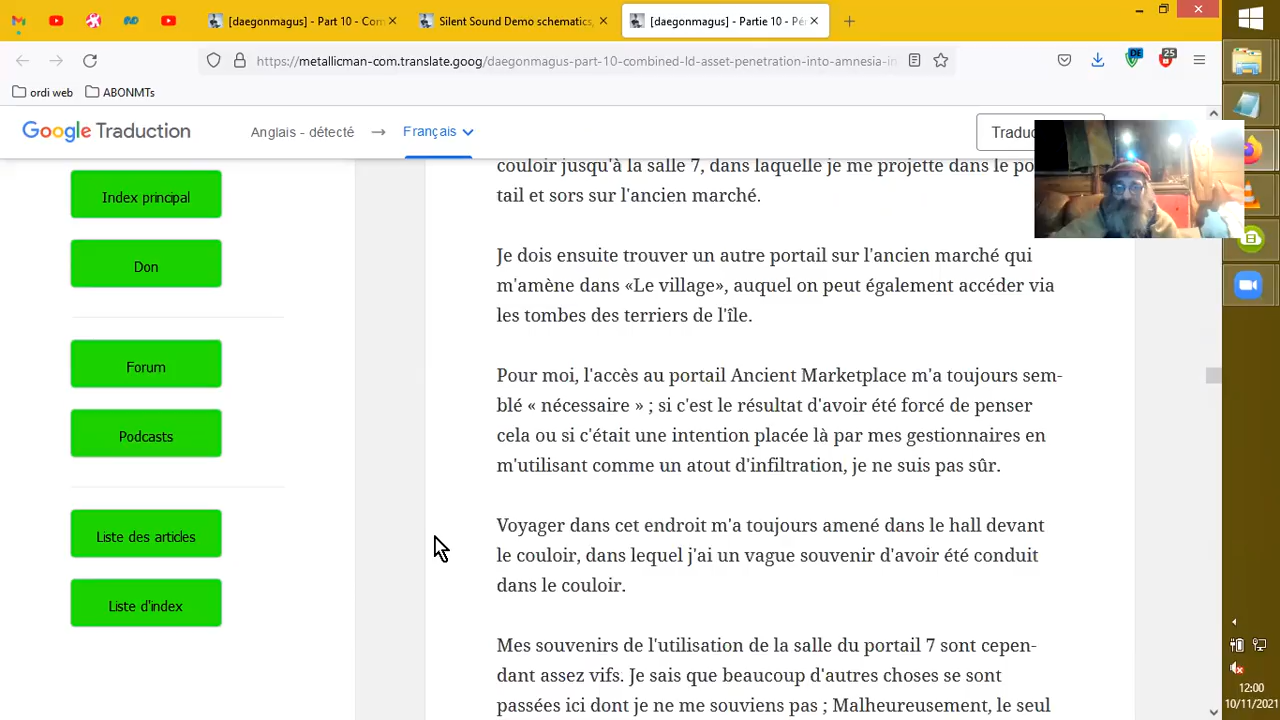 [daegonmagus] - Part 10 - Com
Silent Sound Demo schematics,
[daegonmagus] - Partie 10 - Pé
https://metallicman-com.translate.goog/daegonmagus-part-10-combined-ld-asset-penetration-into-amnesia-in
DE
25
ordi web
ABONMTs
Google Traduction
Anglais - détecté
Français
Traduc
Index principal
Don
Forum
Podcasts
Liste des articles
Liste d'index
couloir jusqu'à la salle 7, dans laquelle je me projette dans le po
tail et sors sur l'ancien marché.
Je dois ensuite trouver un autre portail sur l'ancien marché qui
m'amène dans «Le village», auquel on peut également accéder via
les tombes des terriers de l'île.
Pour moi, l'accès au portail Ancient Marketplace m'a toujours sem-
blé « nécessaire » ; si c'est le résultat d'avoir été forcé de penser
cela ou si c'était une intention placée là par mes gestionnaires en
m'utilisant comme un atout d'infiltration, je ne suis pas sûr.
Voyager dans cet endroit m'a toujours amené dans le hall devant
le couloir, dans lequel j'ai un vague souvenir d'avoir été conduit
dans le couloir.
Mes souvenirs de l'utilisation de la salle du portail 7 sont cepen-
dant assez vifs. Je sais que beaucoup d'autres choses se sont
passées ici dont je ne me souviens pas ; Malheureusement, le seul
12:00
10/11/2021